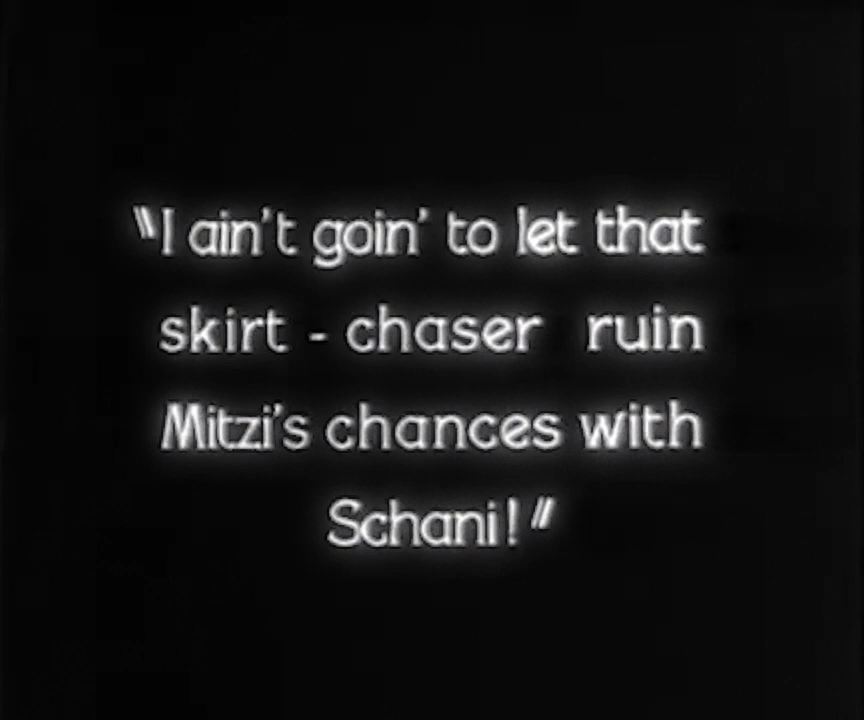 "I ain't goin' to let that
skirt - chaser ruin
Mitzi's chances with
Schani!"